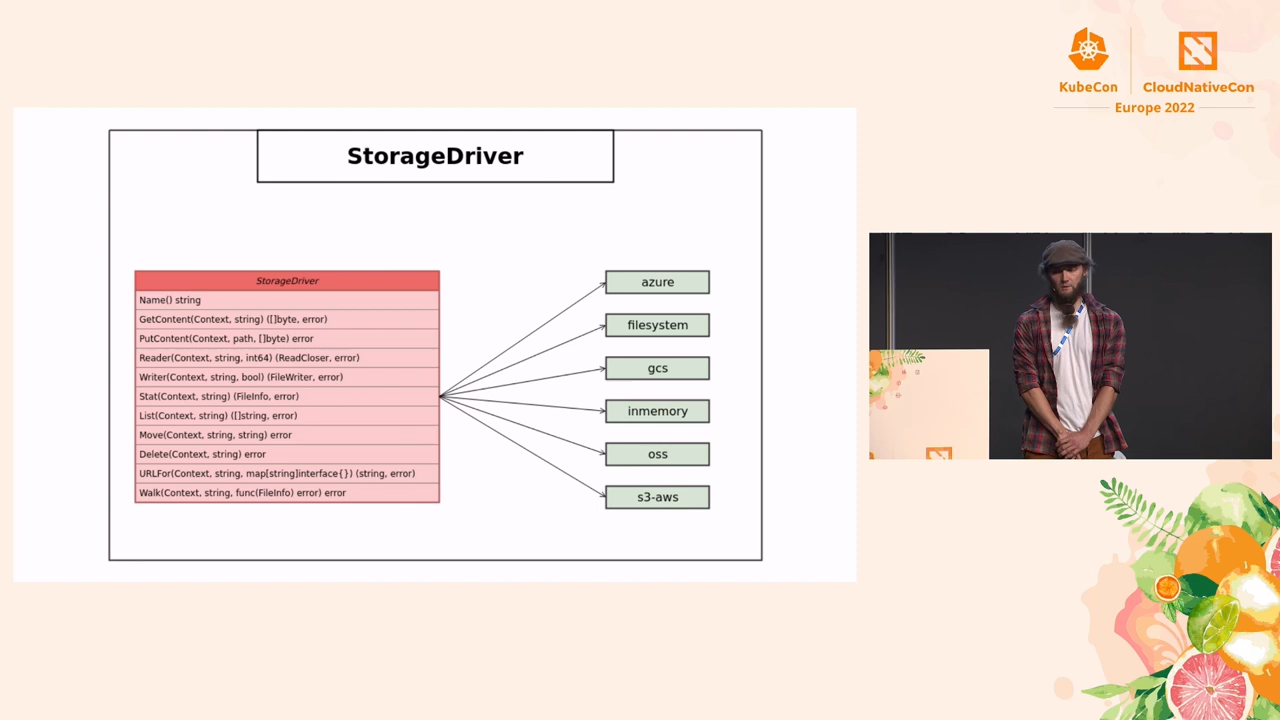 KubeCon
CloudNativeCon
Europe 2022
StorageDriver
StorageDriver
Name() string
GetContent(Context, string) ([]byte, error)
PutContent(Context, path, []byte) error
Reader(Context, string, int64) (ReadCloser, error)
Writer(Context, string, bool) (FileWriter, error)
Stat(Context, string) (FileInfo, error)
List(Context, string) ([]string, error)
Move(Context, string, string) error
Delete(Context, string) error
URLFor(Context, string, map[string]interface{}) (string, error)
Walk(Context, string, func(FileInfo) error) error
azure
filesystem
gcs
inmemory
oss
s3-aws